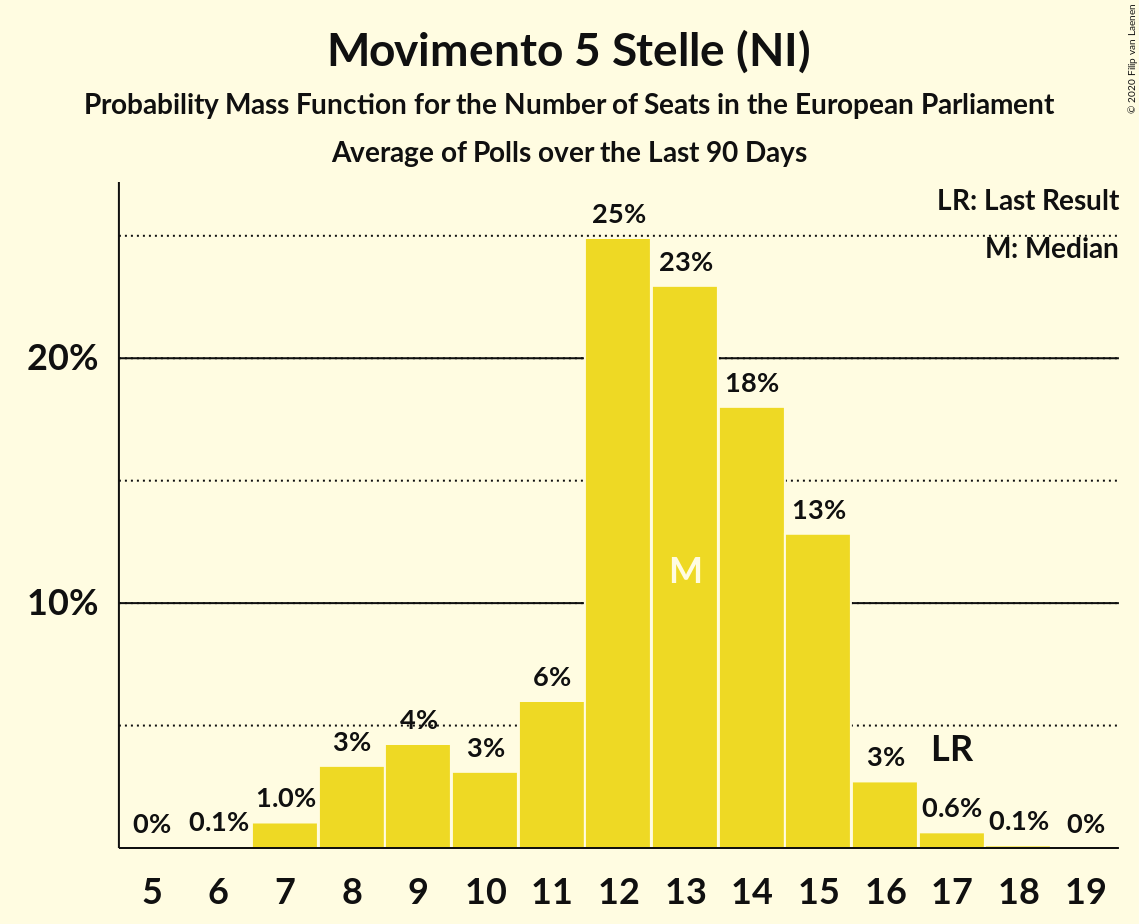 Movimento 5 Stelle (NI)
Probability Mass Function for the Number of Seats in the European Parliament
Average of Polls over the Last 90 Days
© 2020 Filip van Laenen
LR: Last Result
M: Median
20%
10%
0%
0.1%
1.0%
3%
4%
3%
6%
25%
23%
18%
13%
3%
0.6%
0.1%
0%
M
LR
5 6 7 8 9 10 11 12 13 14 15 16 17 18 19